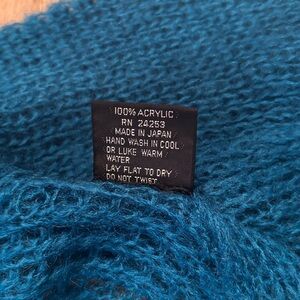 100% ACRYLIC
RN 24253
MADE IN JAPAN
HAND WASH IN COOL
OR LUKE WARM
WATER
LAY FLAT TO DRY
DO NOT TWIST